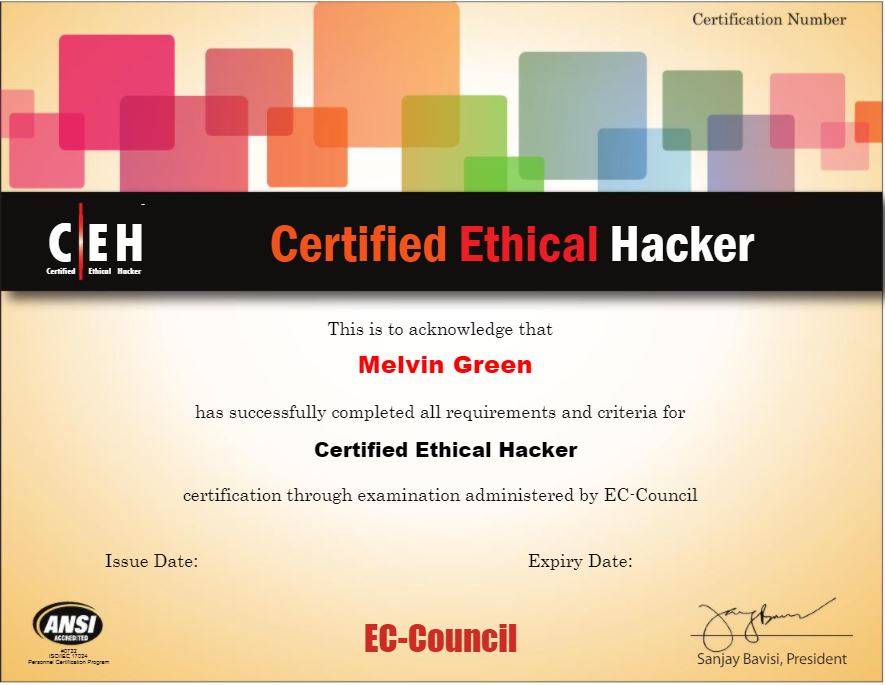 Certification Number
C EH
Certified Ethical Hacker
Certified Ethical Hacker
This is to acknowledge that
Melvin Green
has successfully completed all requirements and criteria for
Certified Ethical Hacker
certification through examination administered by EC-Council
Issue Date:
Expiry Date:
ANSI
ACCREDITED
#0732
ISO/IEC 17024
Personnel Certification Program
EC-Council
Sanjay Bavisi, President